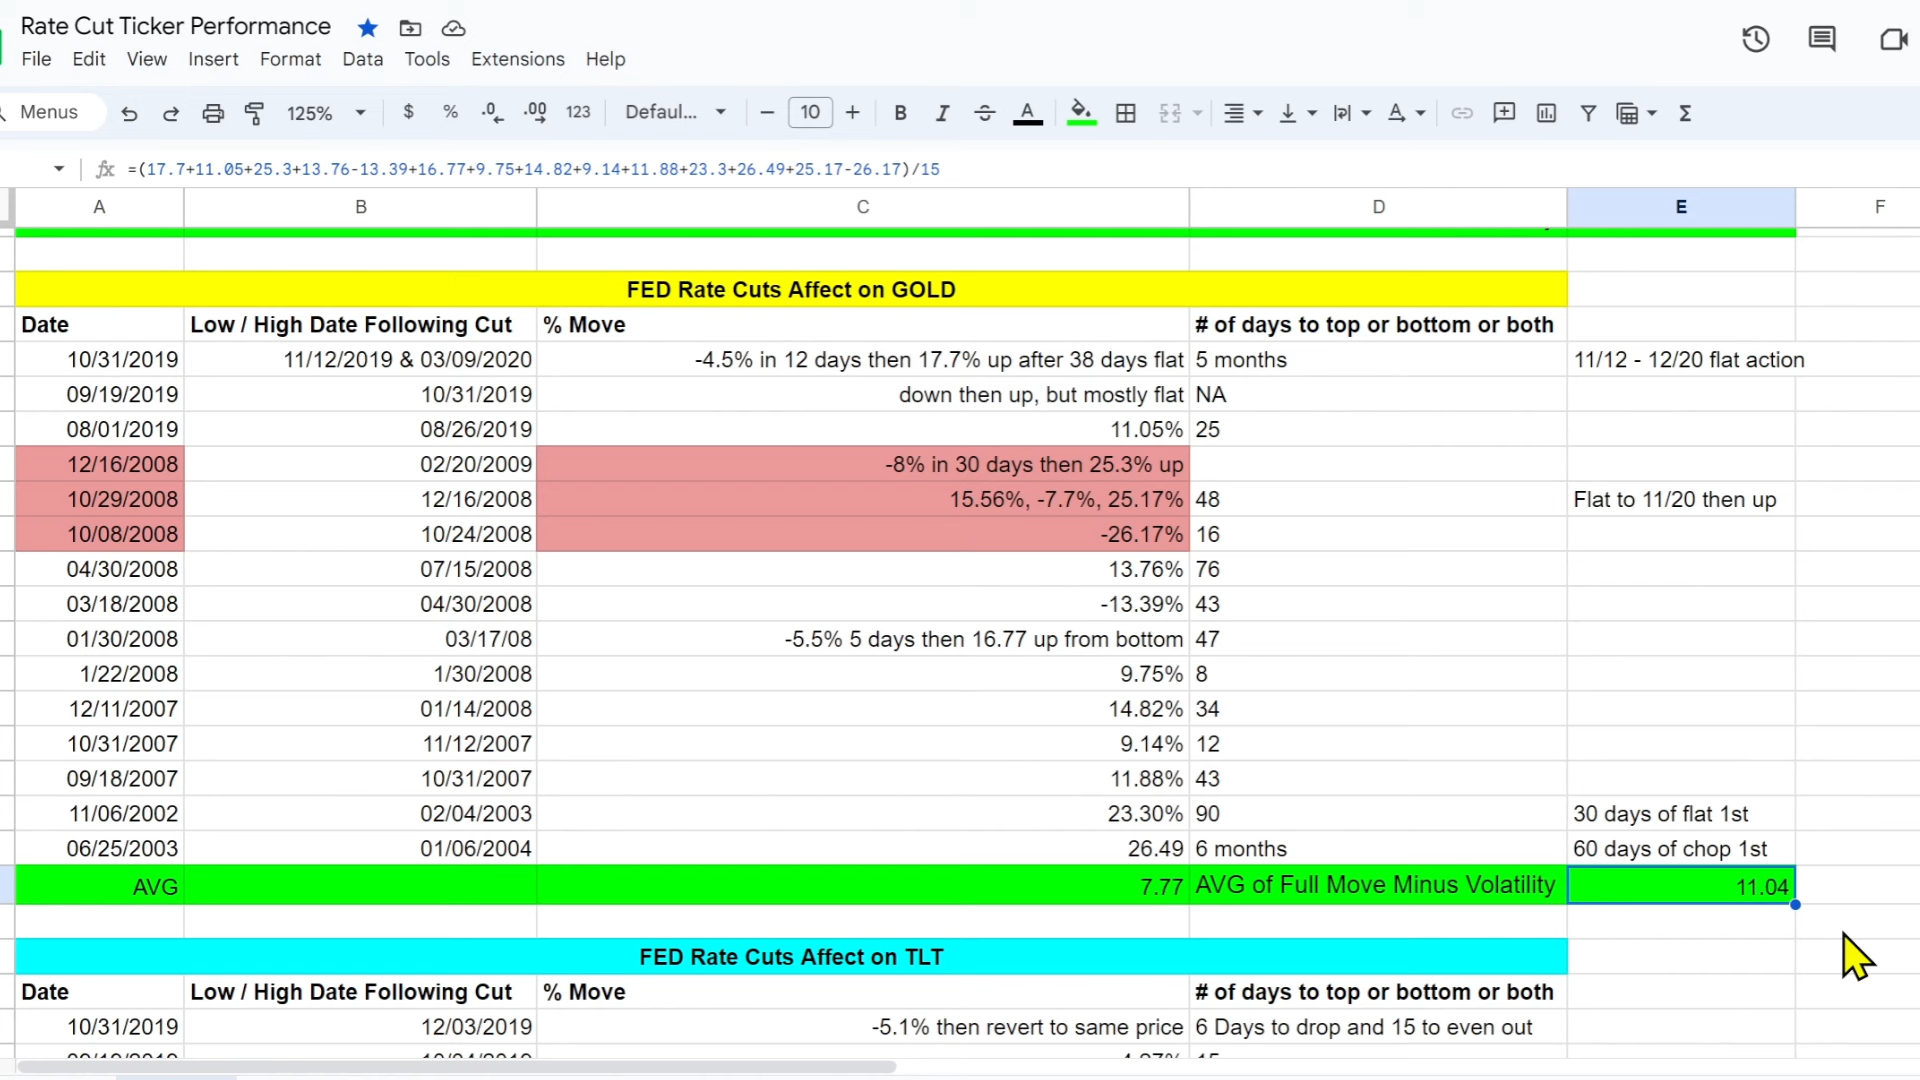 Rate Cut Ticker Performance
File Edit View Insert Format Data Tools Extensions Help
Menus 125% $ % .0 .00 123 Defaul... 10 B I A A Σ
fx =(17.7+11.05+25.3+13.76-13.39+16.77+9.75+14.82+9.14+11.88+23.3+26.49+25.17-26.17)/15
A B C D E F
FED Rate Cuts Affect on GOLD
Date Low / High Date Following Cut % Move # of days to top or bottom or both
10/31/2019 11/12/2019 & 03/09/2020 -4.5% in 12 days then 17.7% up after 38 days flat 5 months 11/12 - 12/20 flat action
09/19/2019 10/31/2019 down then up, but mostly flat NA
08/01/2019 08/26/2019 11.05% 25
12/16/2008 02/20/2009 -8% in 30 days then 25.3% up
10/29/2008 12/16/2008 15.56%, -7.7%, 25.17% 48 Flat to 11/20 then up
10/08/2008 10/24/2008 -26.17% 16
04/30/2008 07/15/2008 13.76% 76
03/18/2008 04/30/2008 -13.39% 43
01/30/2008 03/17/08 -5.5% 5 days then 16.77 up from bottom 47
1/22/2008 1/30/2008 9.75% 8
12/11/2007 01/14/2008 14.82% 34
10/31/2007 11/12/2007 9.14% 12
09/18/2007 10/31/2007 11.88% 43
11/06/2002 02/04/2003 23.30% 90 30 days of flat 1st
06/25/2003 01/06/2004 26.49 6 months 60 days of chop 1st
AVG 7.77 AVG of Full Move Minus Volatility 11.04
FED Rate Cuts Affect on TLT
Date Low / High Date Following Cut % Move # of days to top or bottom or both
10/31/2019 12/03/2019 -5.1% then revert to same price 6 Days to drop and 15 to even out